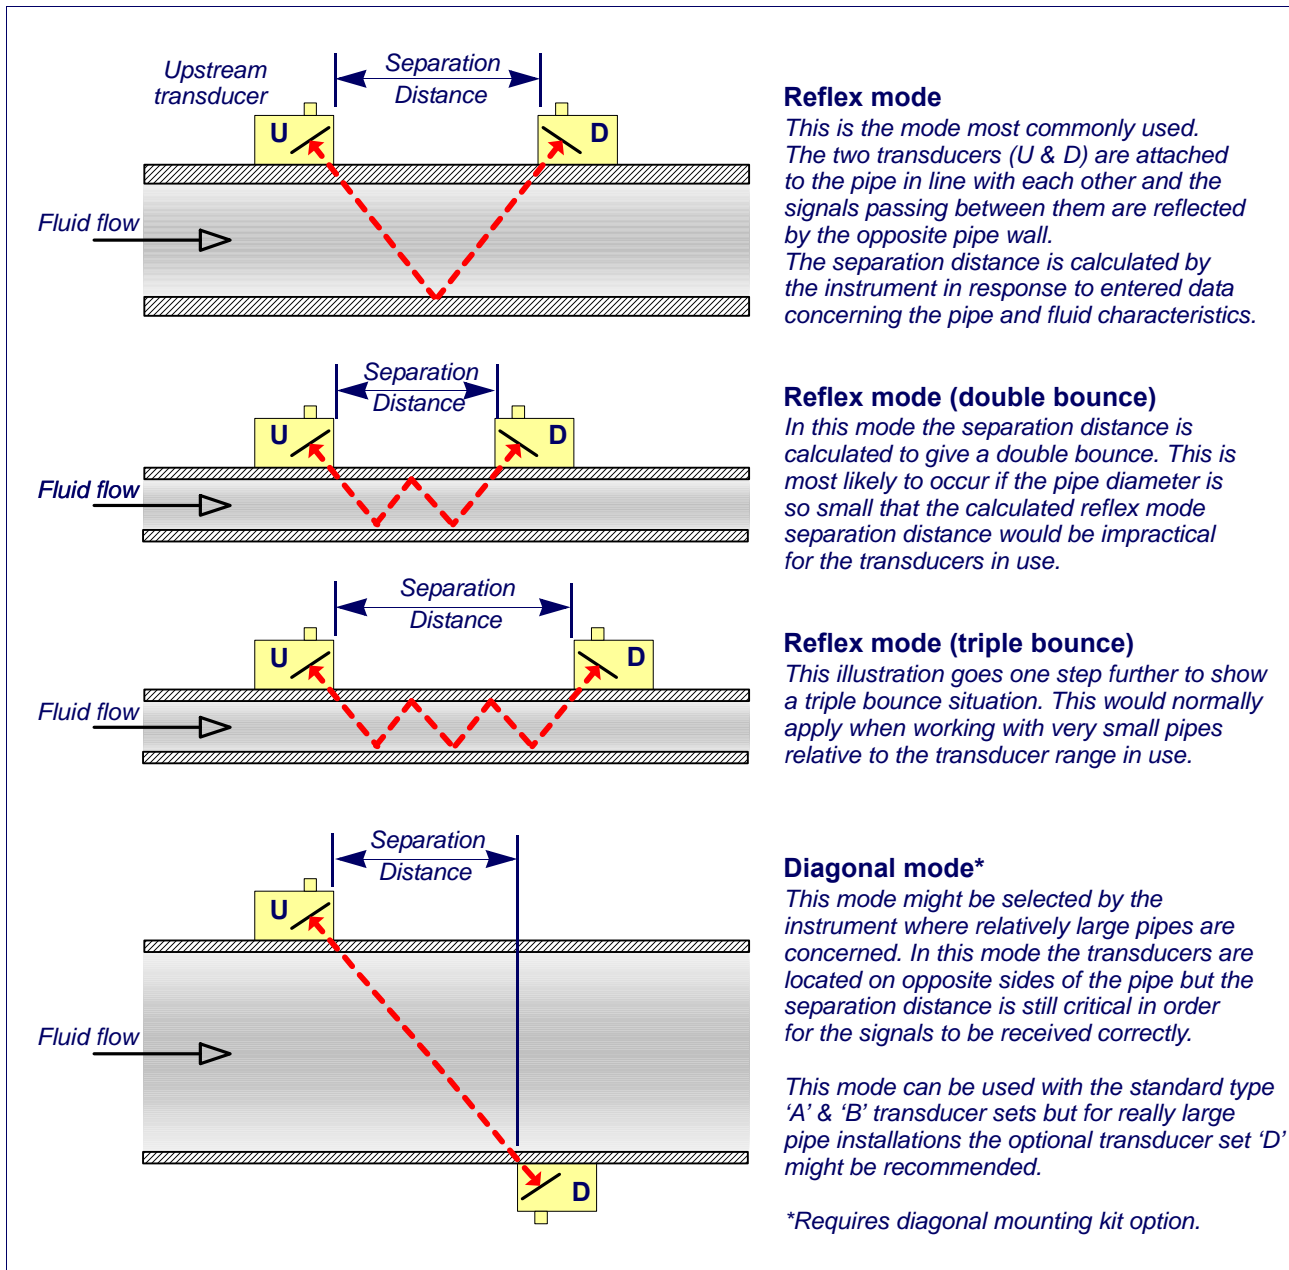 Upstream
transducer
Separation
Distance
U
D
Fluid flow
Reflex mode
This is the mode most commonly used.
The two transducers (U & D) are attached
to the pipe in line with each other and the
signals passing between them are reflected
by the opposite pipe wall.
The separation distance is calculated by
the instrument in response to entered data
concerning the pipe and fluid characteristics.
Separation
Distance
U
D
Fluid flow
Reflex mode (double bounce)
In this mode the separation distance is
calculated to give a double bounce. This is
most likely to occur if the pipe diameter is
so small that the calculated reflex mode
separation distance would be impractical
for the transducers in use.
Separation
Distance
U
D
Fluid flow
Reflex mode (triple bounce)
This illustration goes one step further to show
a triple bounce situation. This would normally
apply when working with very small pipes
relative to the transducer range in use.
Separation
Distance
U
D
Fluid flow
Diagonal mode*
This mode might be selected by the
instrument where relatively large pipes are
concerned. In this mode the transducers are
located on opposite sides of the pipe but the
separation distance is still critical in order
for the signals to be received correctly.
This mode can be used with the standard type
‘A’ & ‘B’ transducer sets but for really large
pipe installations the optional transducer set ‘D’
might be recommended.
*Requires diagonal mounting kit option.